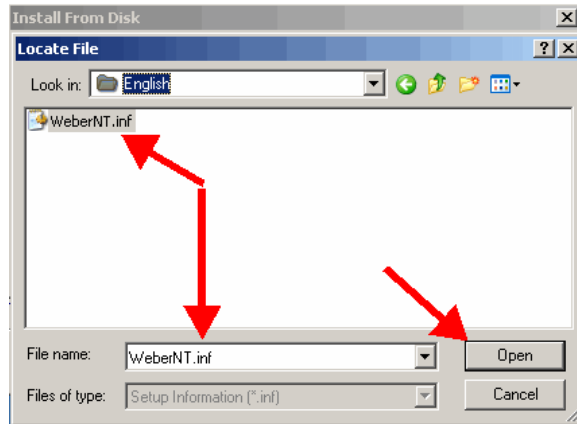 Install From Disk
Locate File
Look in: English
WeberNT.inf
File name: WeberNT.inf Open
Files of type: Setup Information (*.inf) Cancel